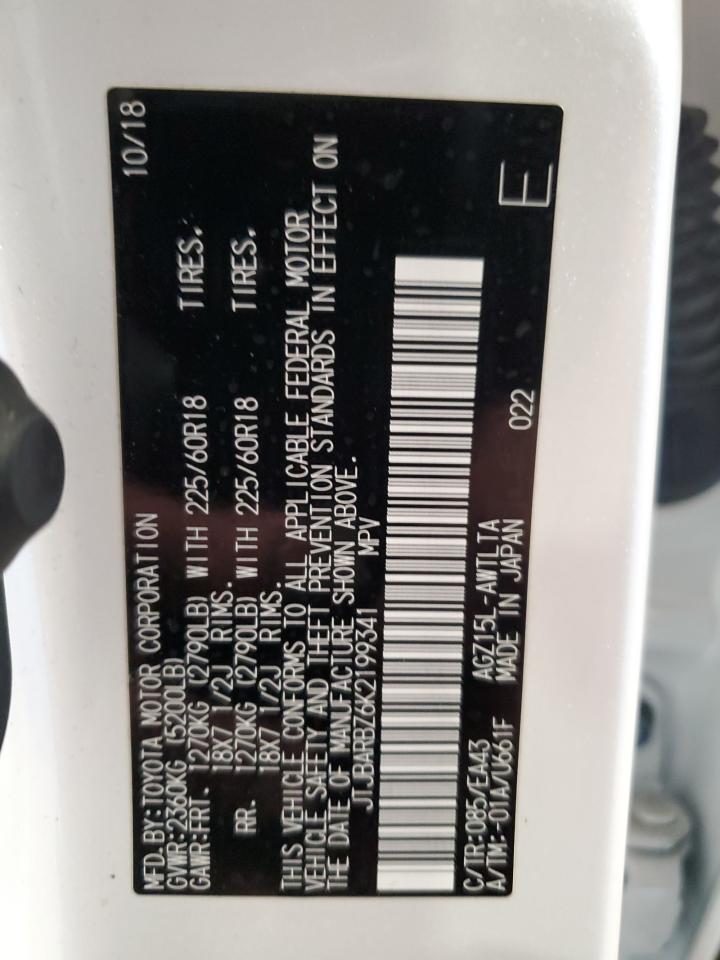 10/18
MFD. BY:TOYOTA MOTOR CORPORATION
GVWR:2360KG (5200LB)
GAWR:FRT. 1270KG (2790LB) WITH 225/60R18 TIRES.
18X7 1/2J RIMS.
RR. 1270KG (2790LB) WITH 225/60R18 TIRES.
18X7 1/2J RIMS.
THIS VEHICLE CONFORMS TO ALL APPLICABLE FEDERAL MOTOR
VEHICLE SAFETY AND THEFT PREVENTION STANDARDS IN EFFECT ON
THE DATE OF MANUFACTURE SHOWN ABOVE.
JTJBARBZ6K2199341 MPV
C/TR:085/EA43 AGZ15L-AWTLTA
A/TM:-01A/U661F MADE IN JAPAN 022 E